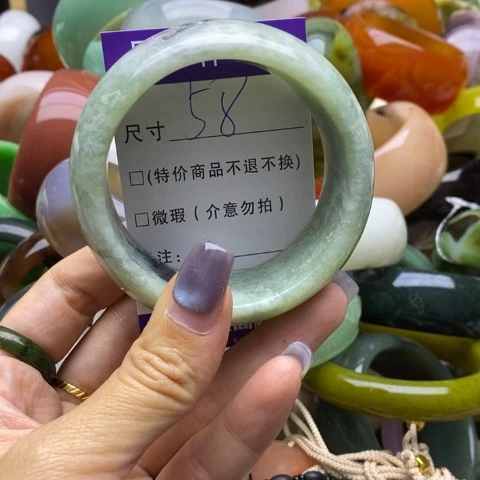 尺寸 58
□(特价商品不退不换)
□微瑕（介意勿拍）
注：